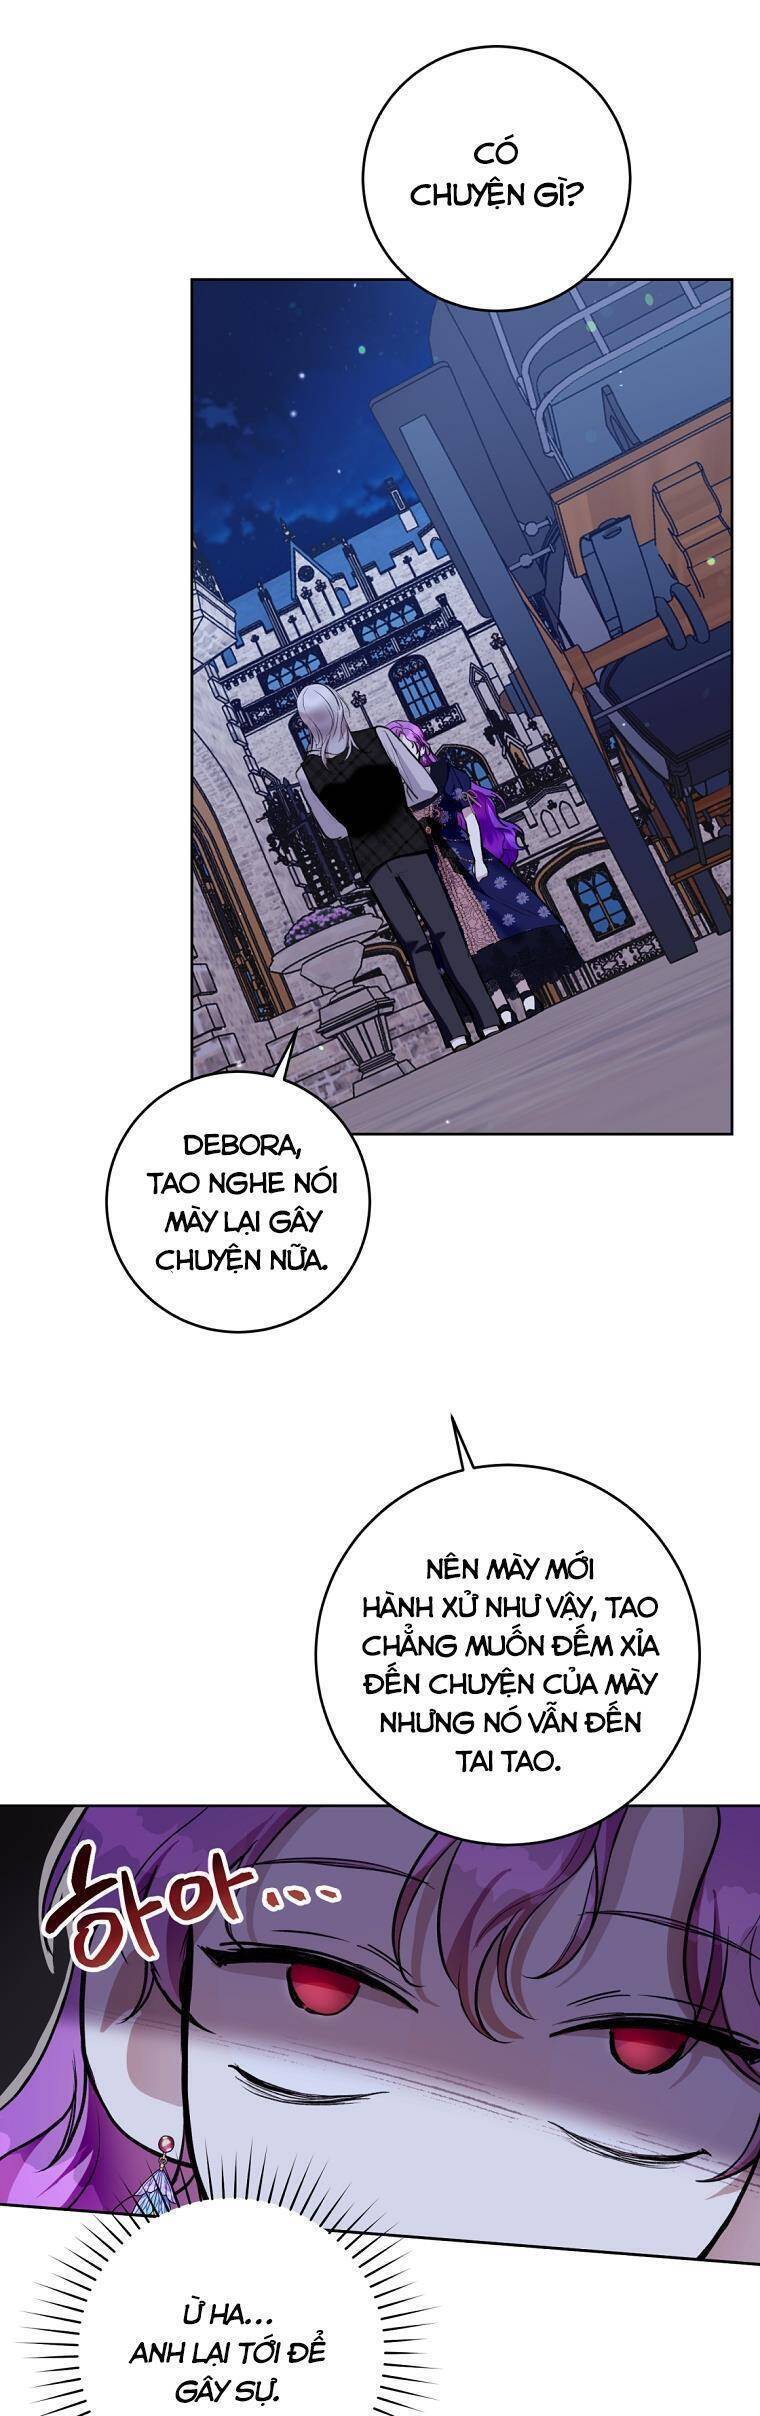 CÓ
CHUYỆN GÌ?
DEBORA,
TAO NGHE NÓI
MÀY LẠI GÂY
CHUYỆN NỮA.
NÊN MÀY MỚI
HÀNH XỬ NHƯ VẬY, TAO
CHẲNG MUỐN ĐẾM XỈA
ĐẾN CHUYỆN CỦA MÀY
NHƯNG NÓ VẪN ĐẾN
TAI TAO.
하아...
Ừ HA...
ANH LẠI TỚI ĐỂ
GÂY SỰ.